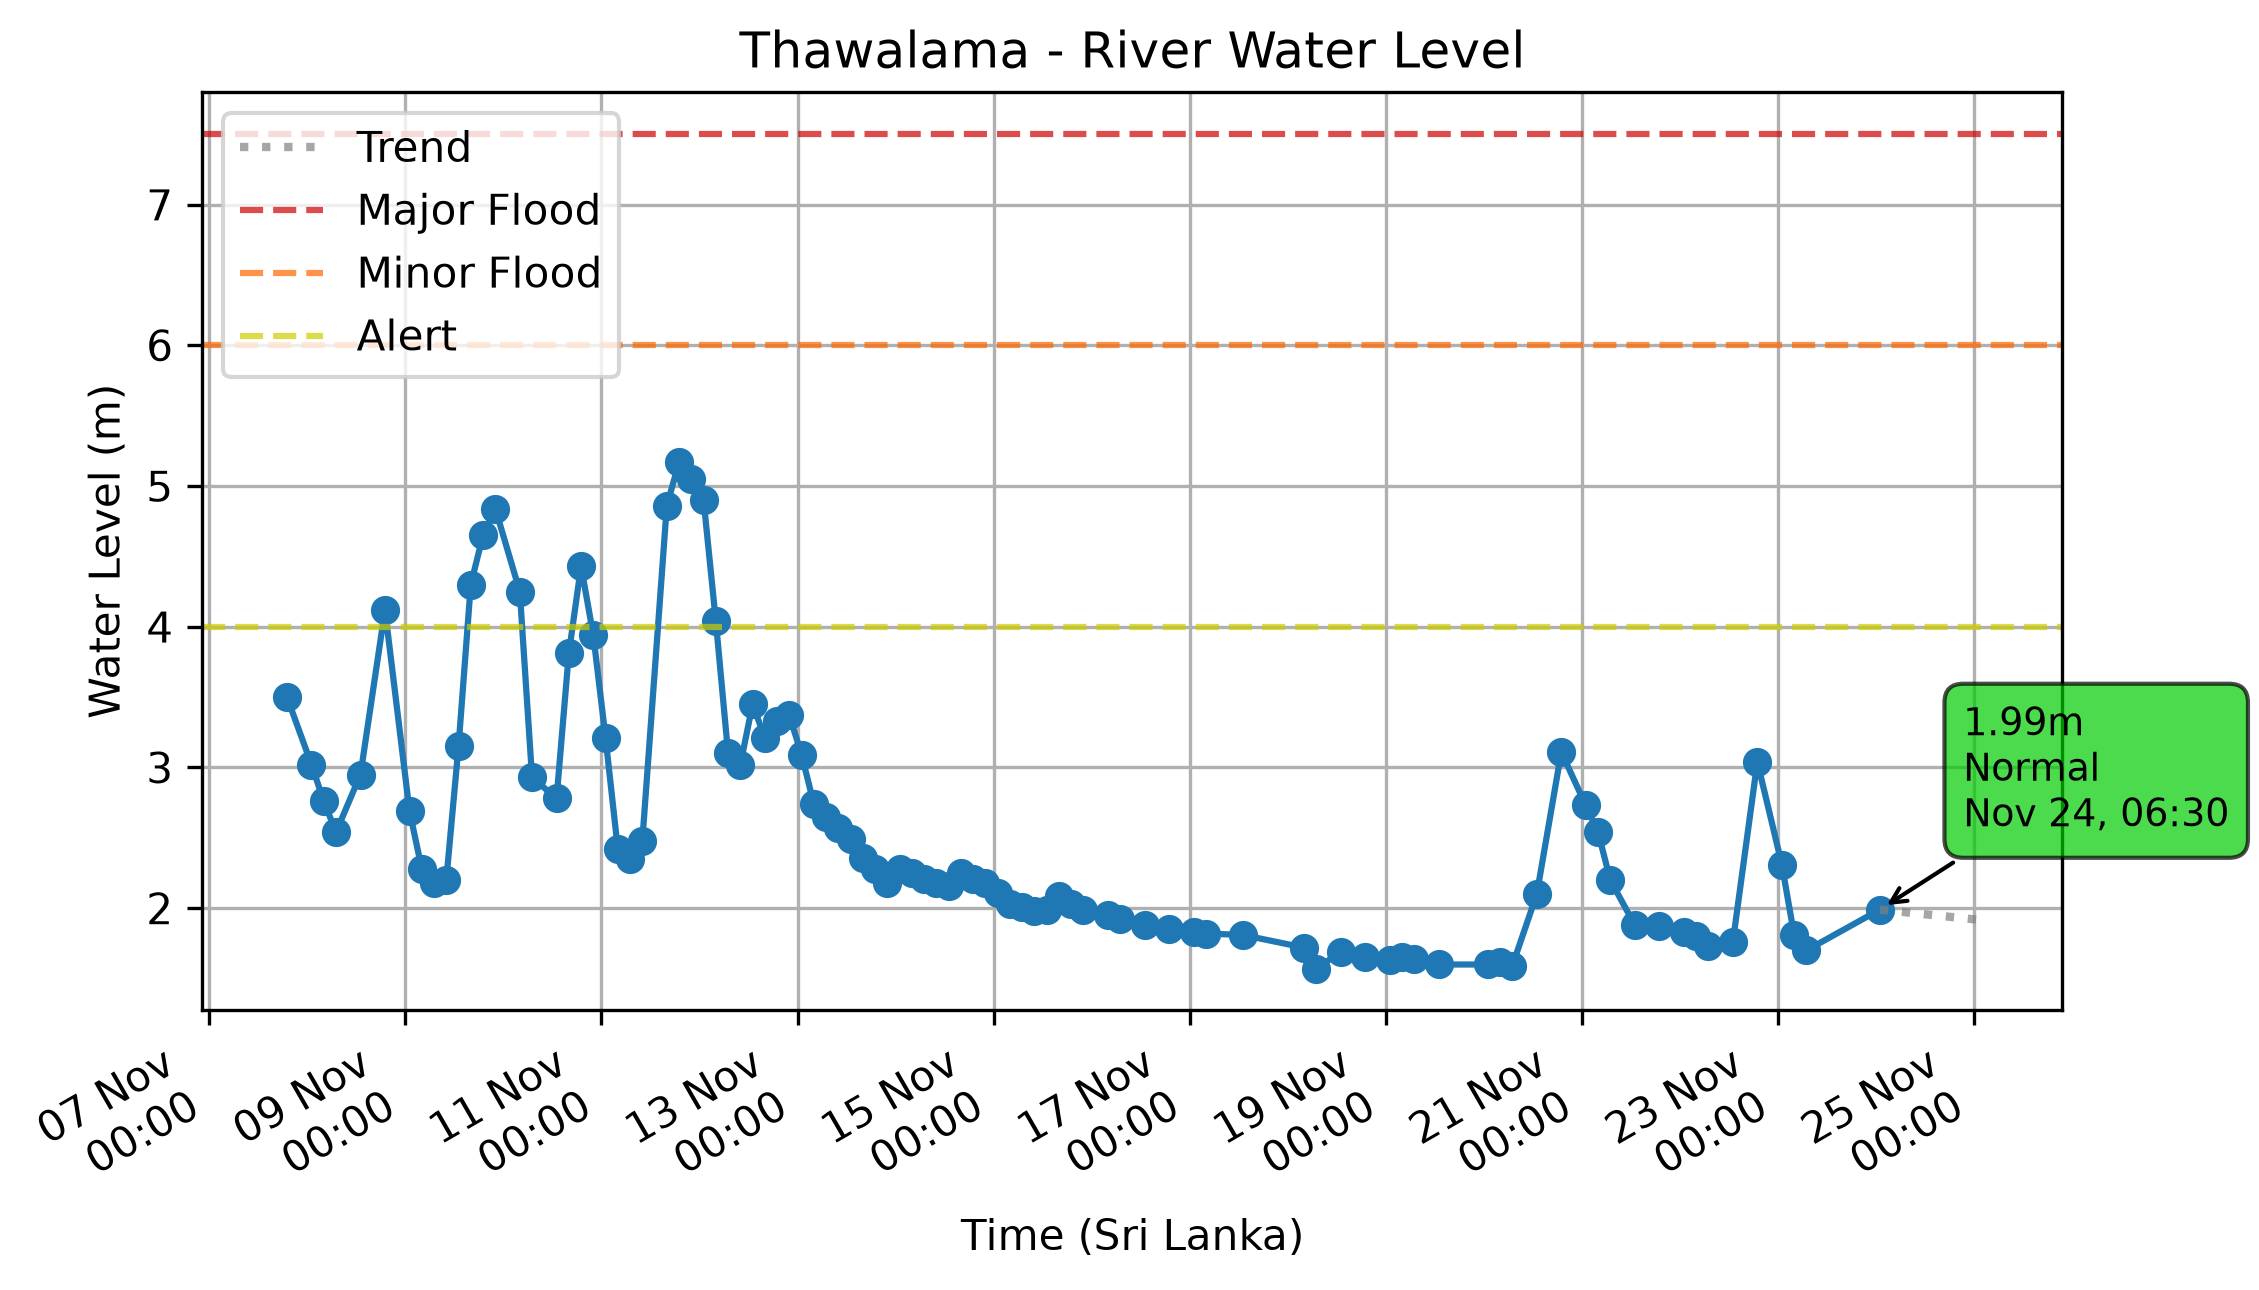 Thawalama - River Water Level
Trend
Major Flood
Minor Flood
Alert
Water Level (m)
7
6
5
4
3
2
1.99m
Normal
Nov 24, 06:30
07 Nov
00:00
09 Nov
00:00
11 Nov
00:00
13 Nov
00:00
15 Nov
00:00
17 Nov
00:00
19 Nov
00:00
21 Nov
00:00
23 Nov
00:00
25 Nov
00:00
Time (Sri Lanka)